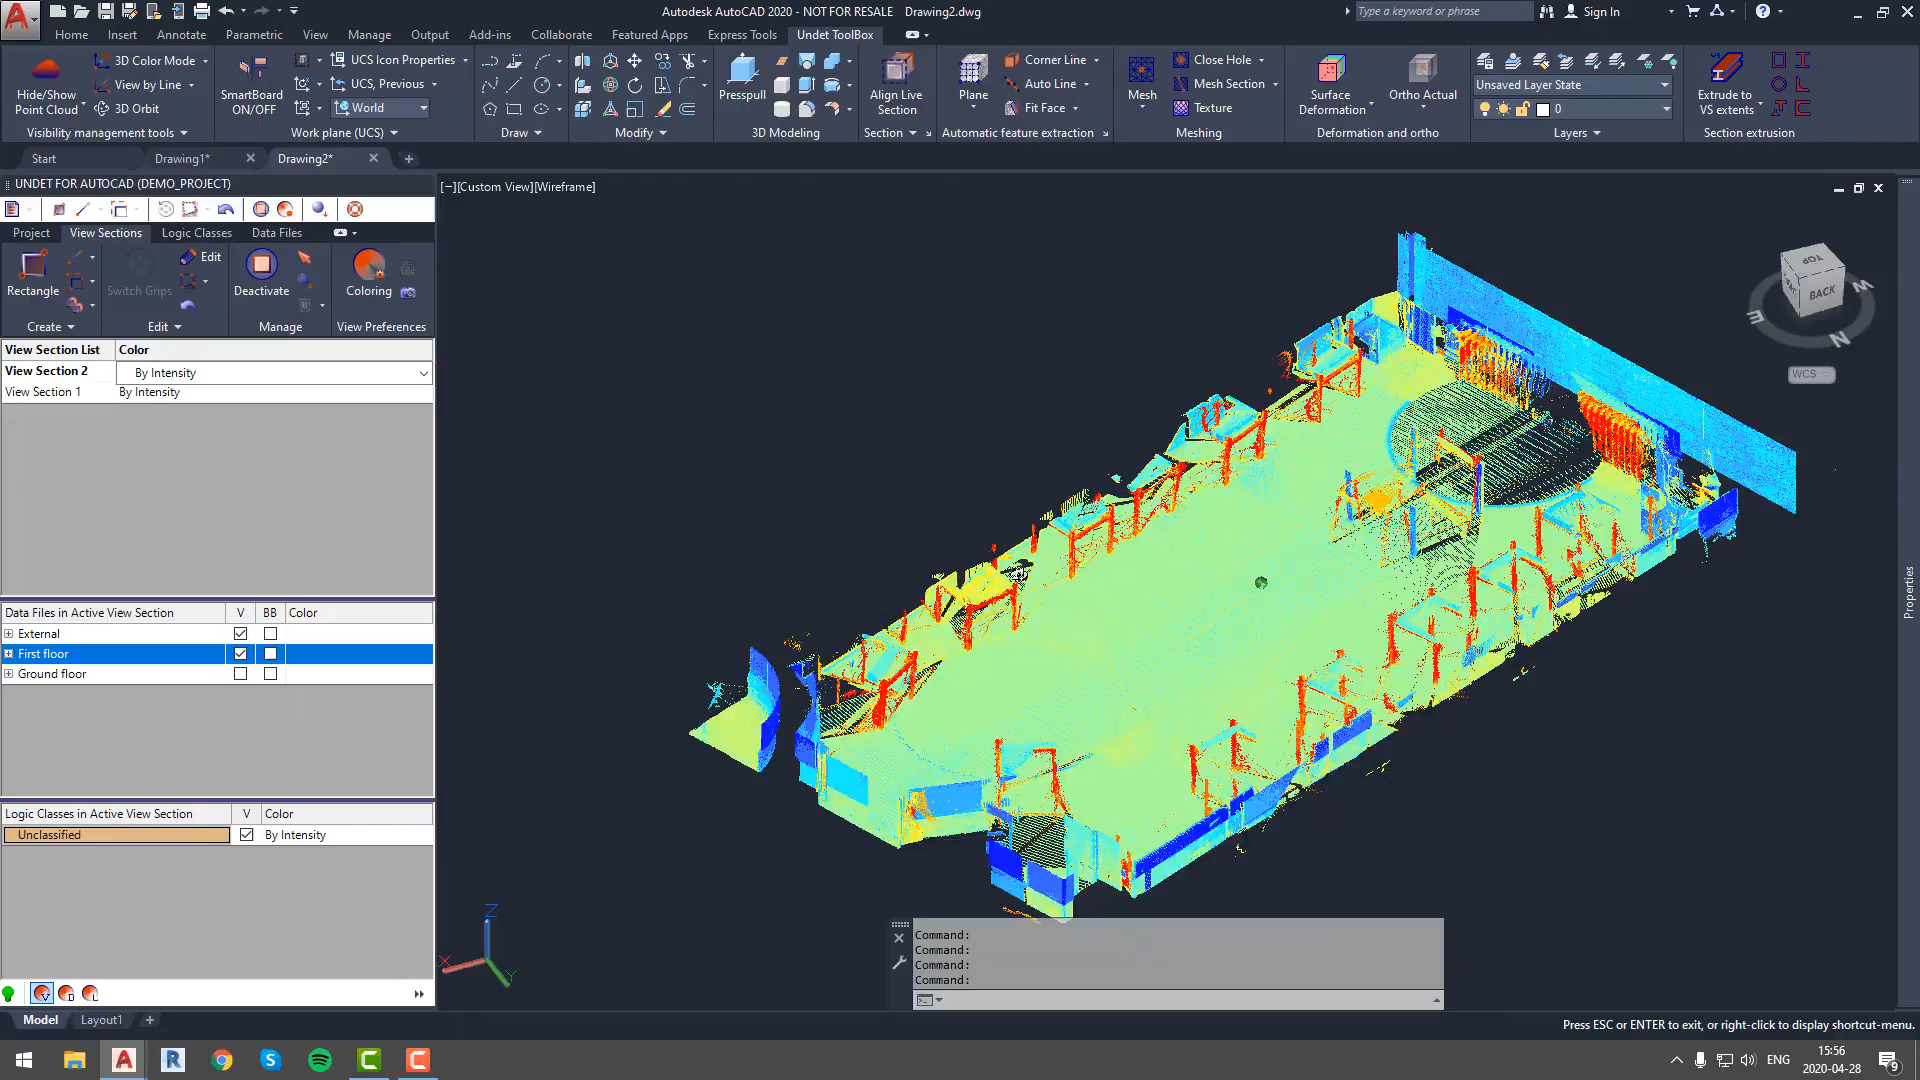 Autodesk AutoCAD 2020 - NOT FOR RESALE Drawing2.dwg
Type a keyword or phrase
Sign In
Home Insert Annotate Parametric View Manage Output Add-ins Collaborate Featured Apps Express Tools Undet ToolBox
3D Color Mode
View by Line
3D Orbit
Hide/Show
Point Cloud
Visibility management tools
SmartBoard
ON/OFF
UCS Icon Properties
UCS, Previous
World
Work plane (UCS)
Draw
Modify
Presspull
3D Modeling
Align Live
Section
Section
Plane
Corner Line
Auto Line
Fit Face
Automatic feature extraction
Mesh
Close Hole
Mesh Section
Texture
Meshing
Surface
Deformation
Ortho Actual
Deformation and ortho
Unsaved Layer State
0
Layers
Extrude to
VS extents
Section extrusion
Start Drawing1* Drawing2*
UNDET FOR AUTOCAD (DEMO_PROJECT)
Project View Sections Logic Classes Data Files
Rectangle
Create
Switch Grips
Edit
Edit
Deactivate
Manage
Coloring
View Preferences
View Section List Color
View Section 2 By Intensity
View Section 1 By Intensity
Data Files in Active View Section V BB Color
External
First floor
Ground floor
Logic Classes in Active View Section V Color
Unclassified By Intensity
[−][Custom View][Wireframe]
TOP
BACK
E
N
W
WCS
Properties
Z
X
Y
Command:
Command:
Command:
Command:
Model Layout1
Press ESC or ENTER to exit, or right-click to display shortcut-menu.
ENG
15:56
2020-04-28
9